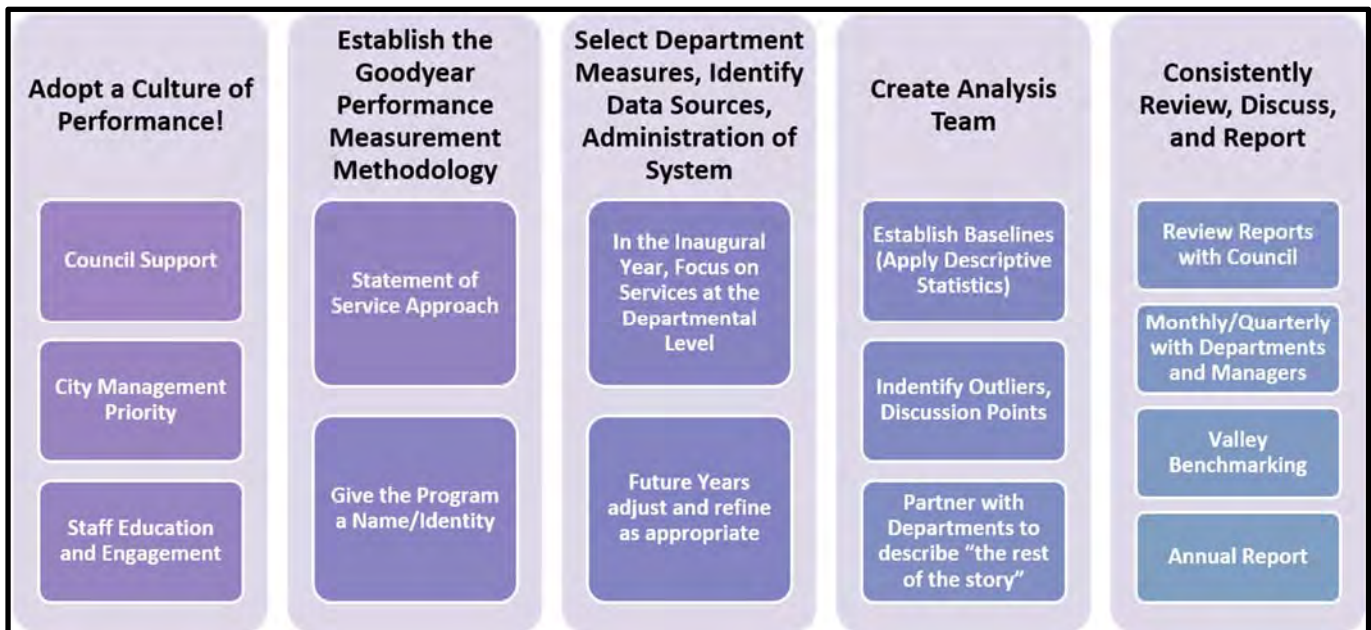 Adopt a Culture of
Performance!
Council Support
City Management
Priority
Staff Education
and Engagement
Establish the
Goodyear
Performance
Measurement
Methodology
Statement of
Service Approach
Give the Program
a Name/Identity
Select Department
Measures, Identify
Data Sources,
Administration of
System
In the Inaugural
Year, Focus on
Services at the
Departmental
Level
Future Years
adjust and refine
as appropriate
Create Analysis
Team
Establish Baselines
(Apply Descriptive
Statistics)
Indentify Outliers,
Discussion Points
Partner with
Departments to
describe “the rest
of the story”
Consistently
Review, Discuss,
and Report
Review Reports
with Council
Monthly/Quarterly
with Departments
and Managers
Valley
Benchmarking
Annual Report